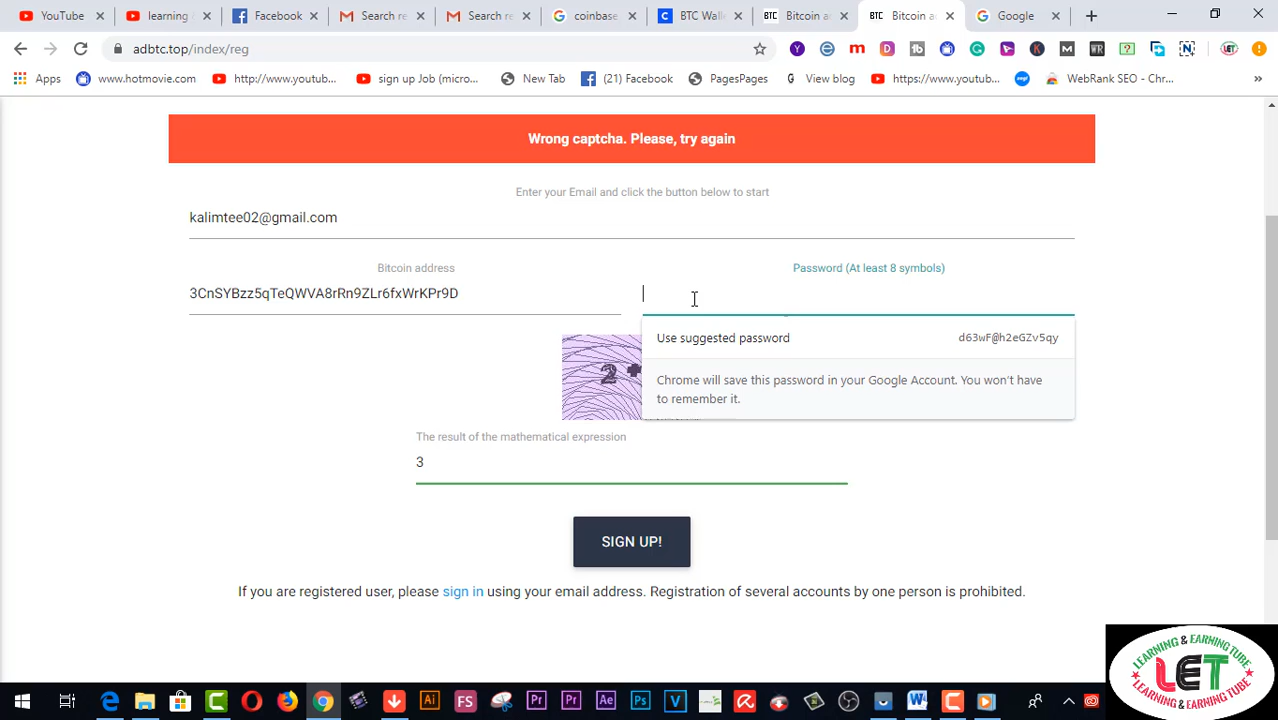 YouTube
learning
Facebook
Search re
Search re
coinbase
BTC Wall
Bitcoin a
Bitcoin a
Google
adbtc.top/index/reg
Apps
www.hotmovie.com
http://www.youtub...
sign up Job (micro...
New Tab
(21) Facebook
PagesPages
View blog
https://www.youtub...
WebRank SEO - Chr...
Wrong captcha. Please, try again
Enter your Email and click the button below to start
kalimtee02@gmail.com
Bitcoin address
Password (At least 8 symbols)
3CnSYBzz5qTeQWVA8rRn9ZLr6fxWrKPr9D
Use suggested password
d63wF@h2eGZv5qy
Chrome will save this password in your Google Account. You won't have
to remember it.
2
The result of the mathematical expression
3
SIGN UP!
If you are registered user, please sign in using your email address. Registration of several accounts by one person is prohibited.
LEARNING & EARNING TUBE
LET
LEARNING & EARNING TUBE